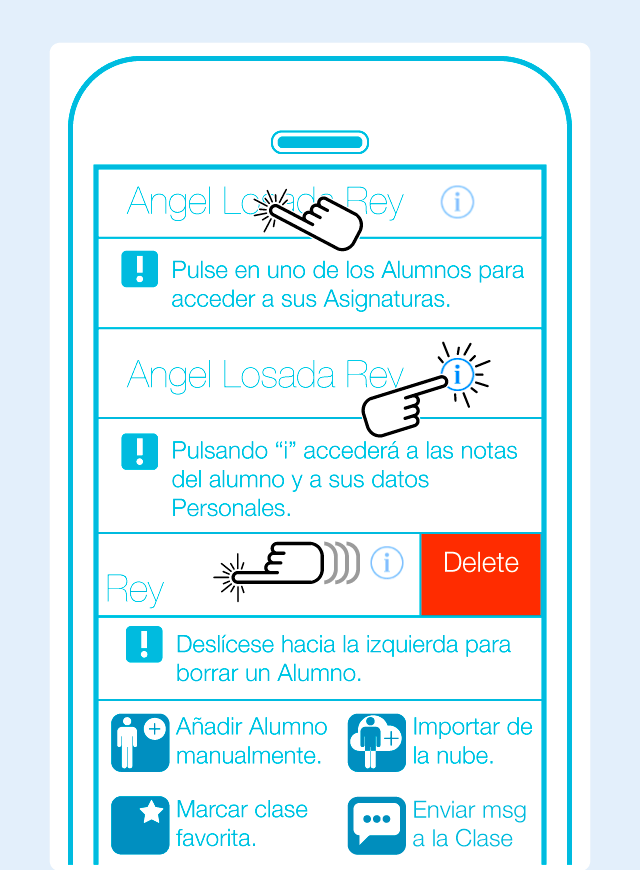 Angel Losada Rey i
! Pulse en uno de los Alumnos para
acceder a sus Asignaturas.
Angel Losada Rey i
! Pulsando “i” accederá a las notas
del alumno y a sus datos
Personales.
Rey i Delete
! Deslícese hacia la izquierda para
borrar un Alumno.
Añadir Alumno
manualmente.
Importar de
la nube.
Marcar clase
favorita.
Enviar msg
a la Clase